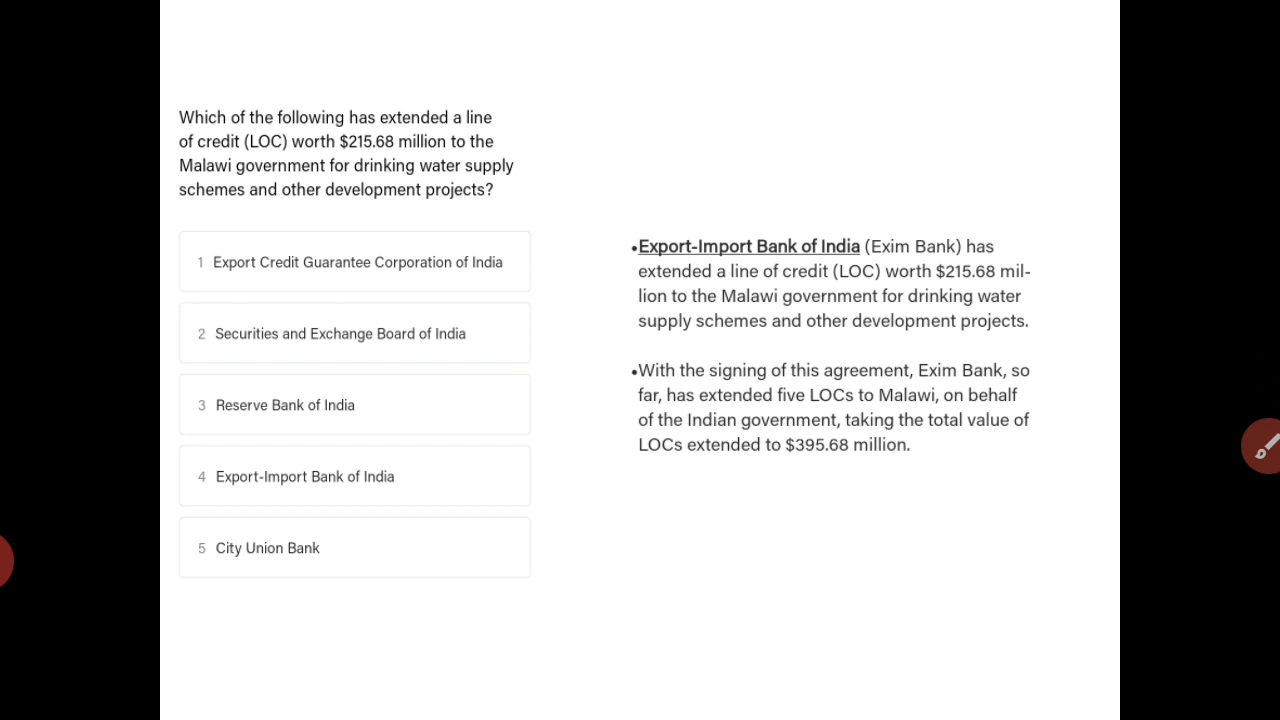 Which of the following has extended a line
of credit (LOC) worth $215.68 million to the
Malawi government for drinking water supply
schemes and other development projects?
1 Export Credit Guarantee Corporation of India
2 Securities and Exchange Board of India
3 Reserve Bank of India
4 Export-Import Bank of India
5 City Union Bank
•Export-Import Bank of India (Exim Bank) has
extended a line of credit (LOC) worth $215.68 mil-
lion to the Malawi government for drinking water
supply schemes and other development projects.
•With the signing of this agreement, Exim Bank, so
far, has extended five LOCs to Malawi, on behalf
of the Indian government, taking the total value of
LOCs extended to $395.68 million.